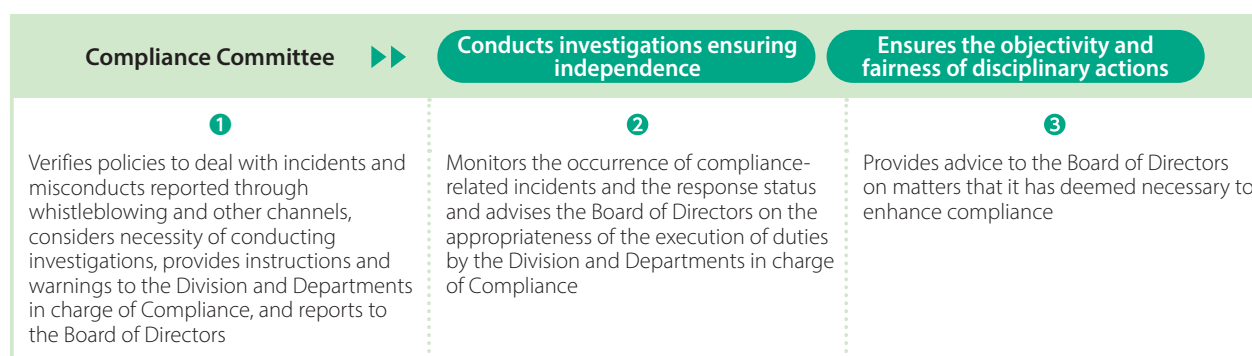 Compliance Committee
Conducts investigations ensuring
independence
Ensures the objectivity and
fairness of disciplinary actions
1
Verifies policies to deal with incidents and
misconducts reported through
whistleblowing and other channels,
considers necessity of conducting
investigations, provides instructions and
warnings to the Division and Departments
in charge of Compliance, and reports to
the Board of Directors
2
Monitors the occurrence of compliance-
related incidents and the response status
and advises the Board of Directors on the
appropriateness of the execution of duties
by the Division and Departments in charge
of Compliance
3
Provides advice to the Board of Directors
on matters that it has deemed necessary to
enhance compliance